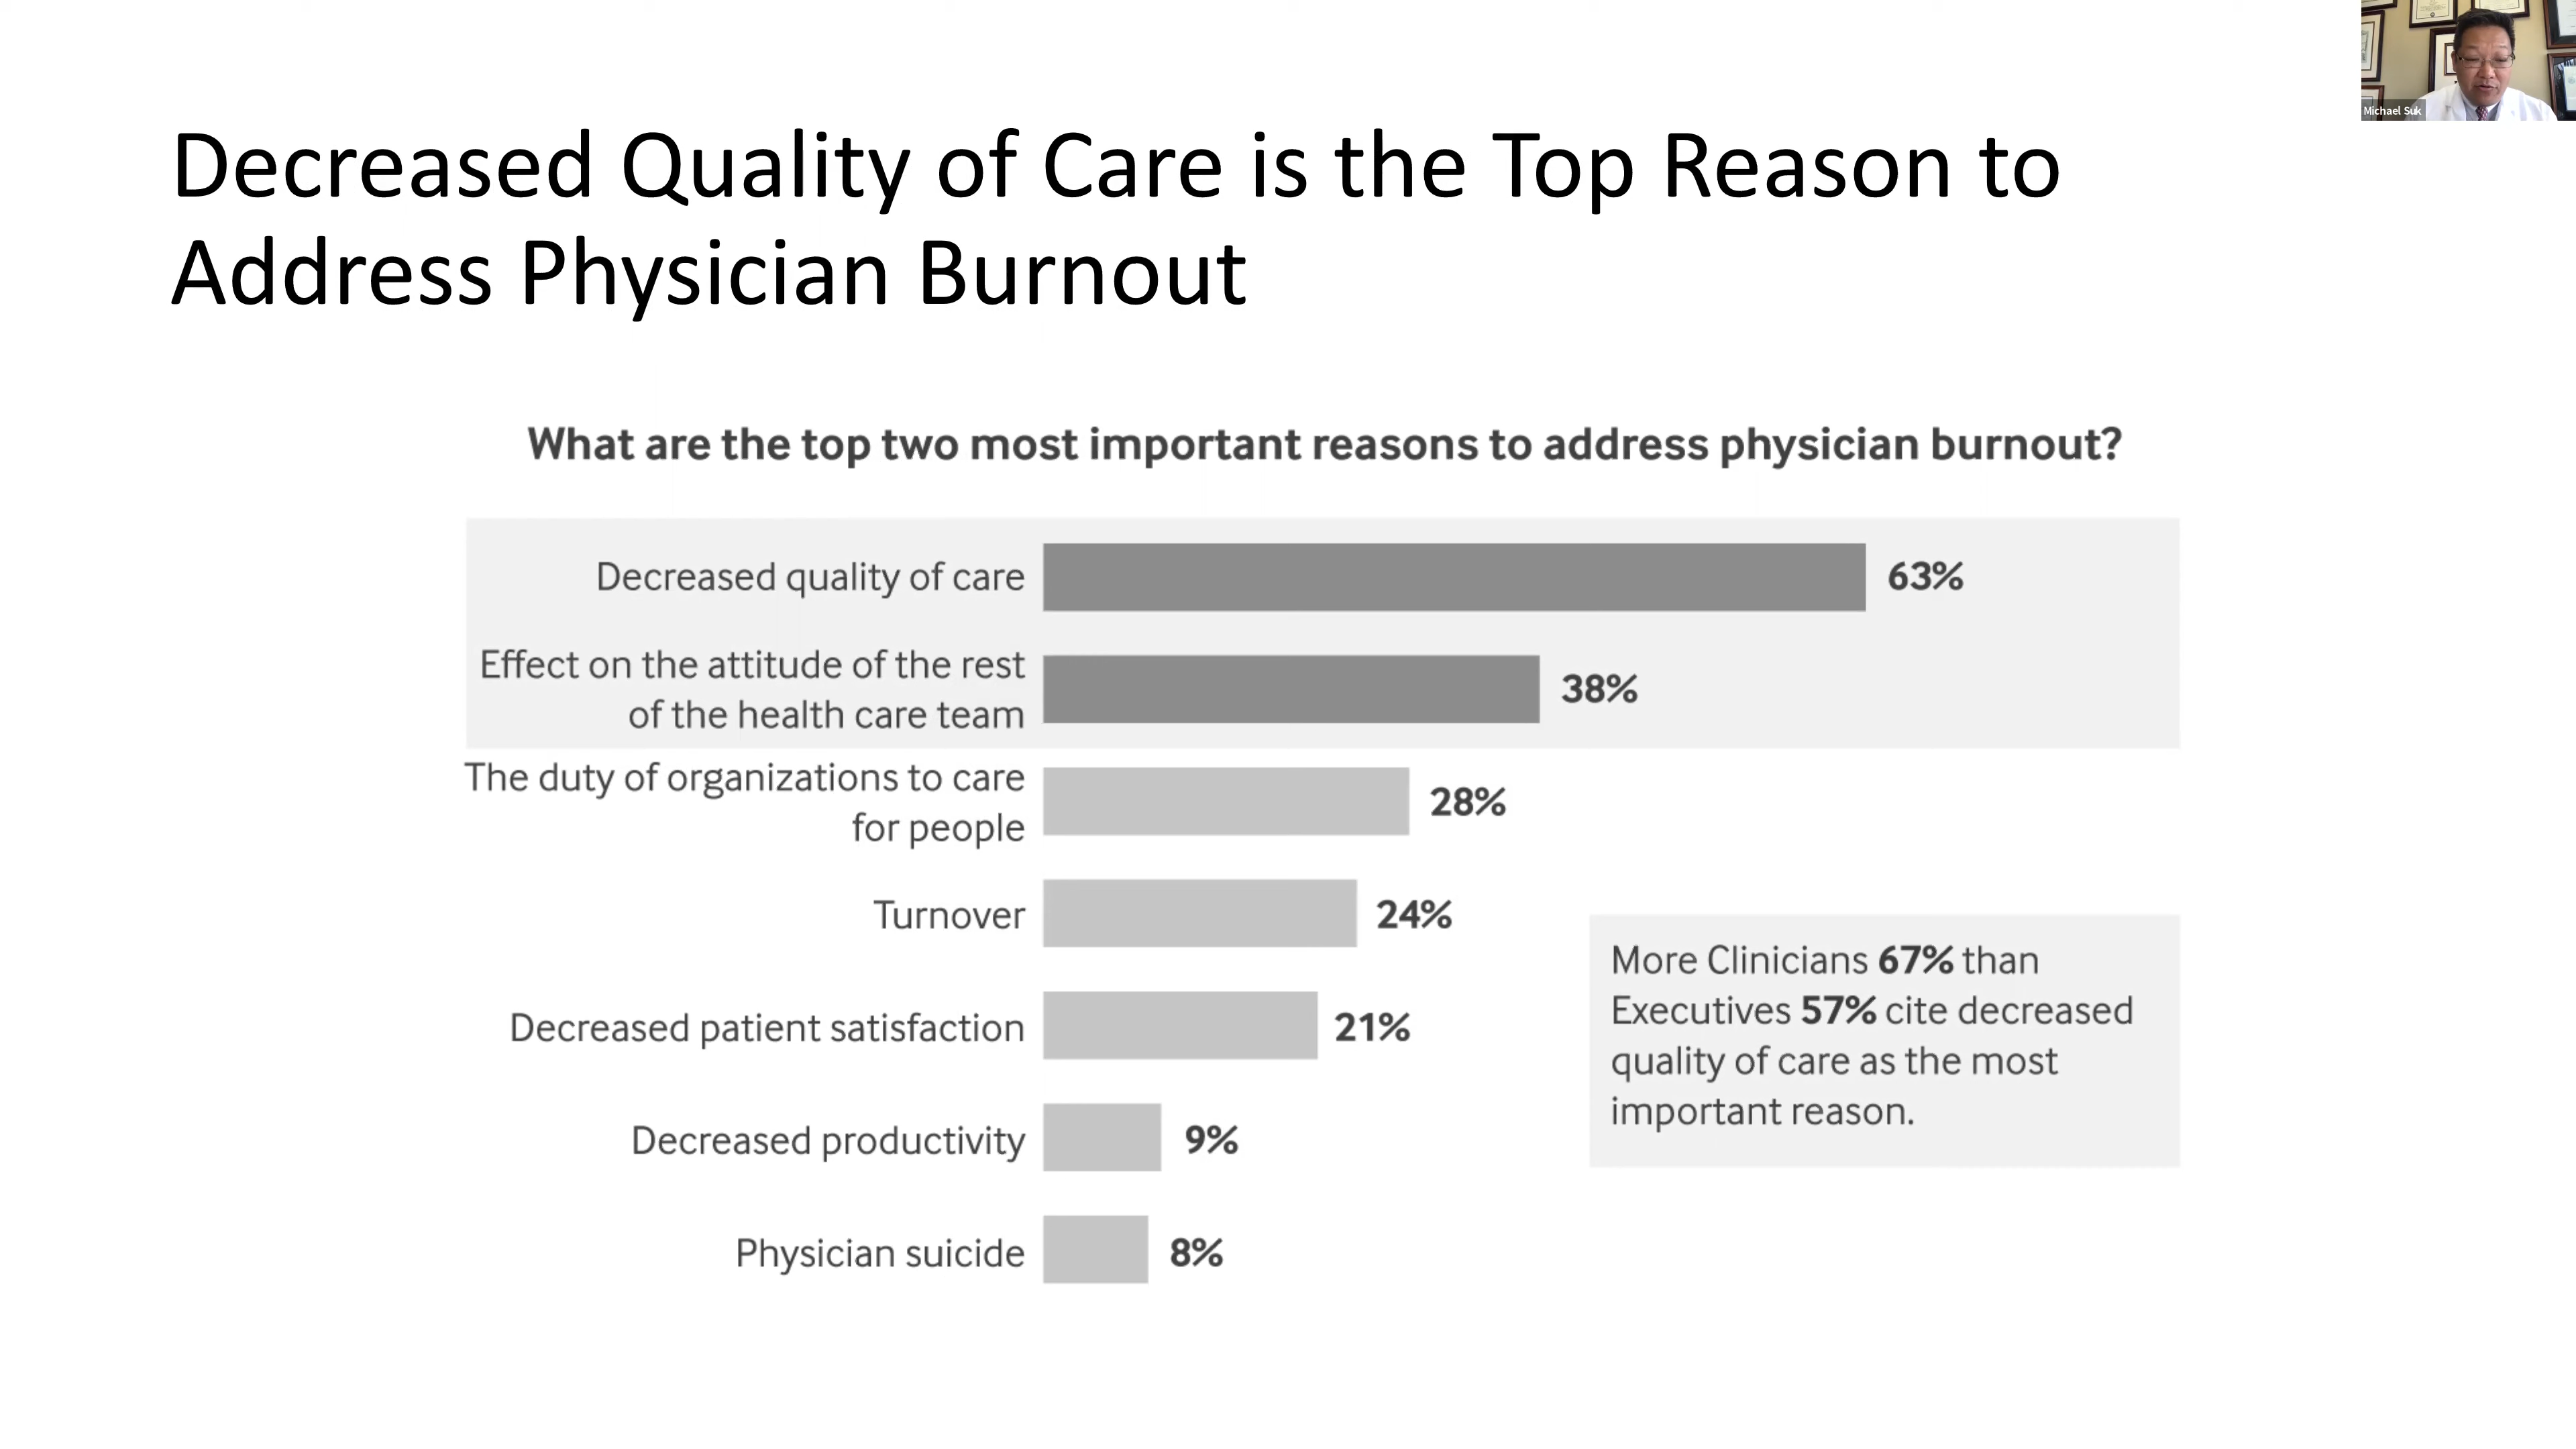 Michael Suk
Decreased Quality of Care is the Top Reason to
Address Physician Burnout
What are the top two most important reasons to address physician burnout?
Decreased quality of care
63%
Effect on the attitude of the rest
of the health care team
38%
The duty of organizations to care
for people
28%
Turnover
24%
Decreased patient satisfaction
21%
Decreased productivity
9%
Physician suicide
8%
More Clinicians 67% than
Executives 57% cite decreased
quality of care as the most
important reason.